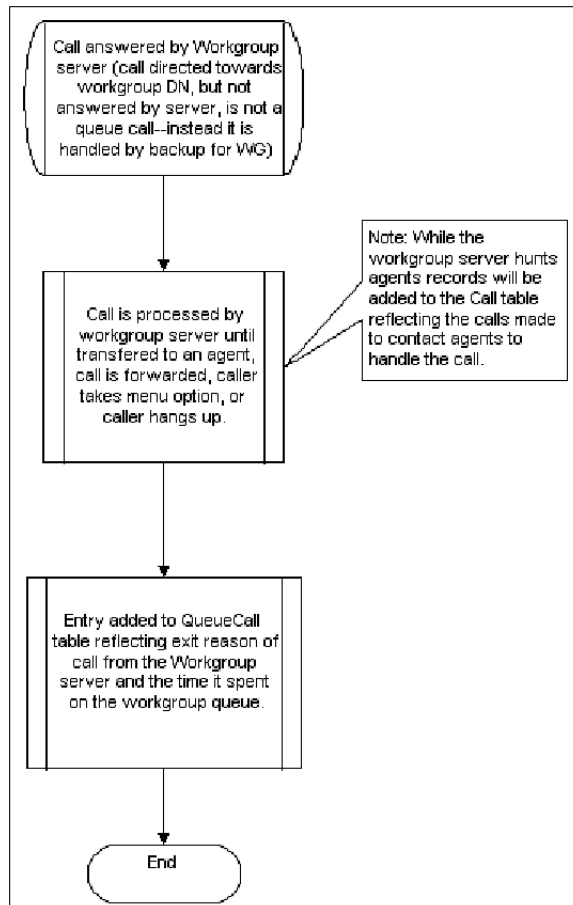 Call answered by Workgroup
server (call directed towards
workgroup DN, but not
answered by server, is not a
queue call--instead it is
handled by backup for WG)
Note: While the
workgroup server hunts
agents records will be
added to the Call table
reflecting the calls made
to contact agents to
handle the call.
Call is processed by
workgroup server until
transfered to an agent,
call is forwarded, caller
takes menu option, or
caller hangs up.
Entry added to QueueCall
table reflecting exit reason of
call from the Workgroup
server and the time it spent
on the workgroup queue.
End